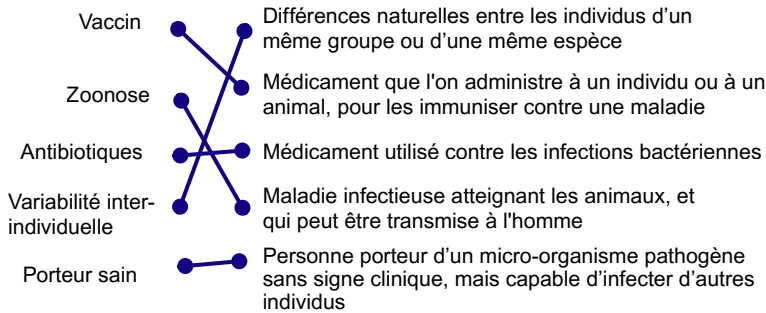 Vaccin
Différences naturelles entre les individus d'un
même groupe ou d'une même espèce
Zoonose
Médicament que l'on administre à un individu ou à un
animal, pour les immuniser contre une maladie
Antibiotiques
Médicament utilisé contre les infections bactériennes
Variabilité inter-
individuelle
Maladie infectieuse atteignant les animaux, et
qui peut être transmise à l'homme
Porteur sain
Personne porteur d'un micro-organisme pathogène
sans signe clinique, mais capable d'infecter d'autres
individus